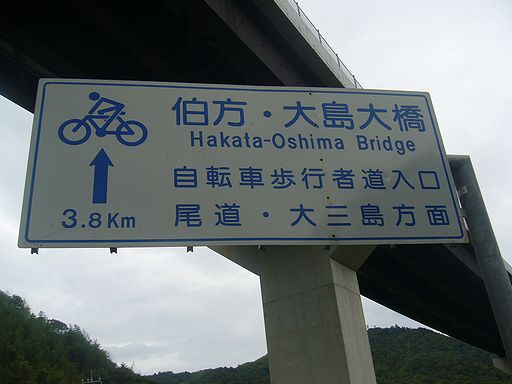 伯方・大島大橋
Hakata-Oshima Bridge
自転車歩行者道入口
尾道・大三島方面
3.8Km